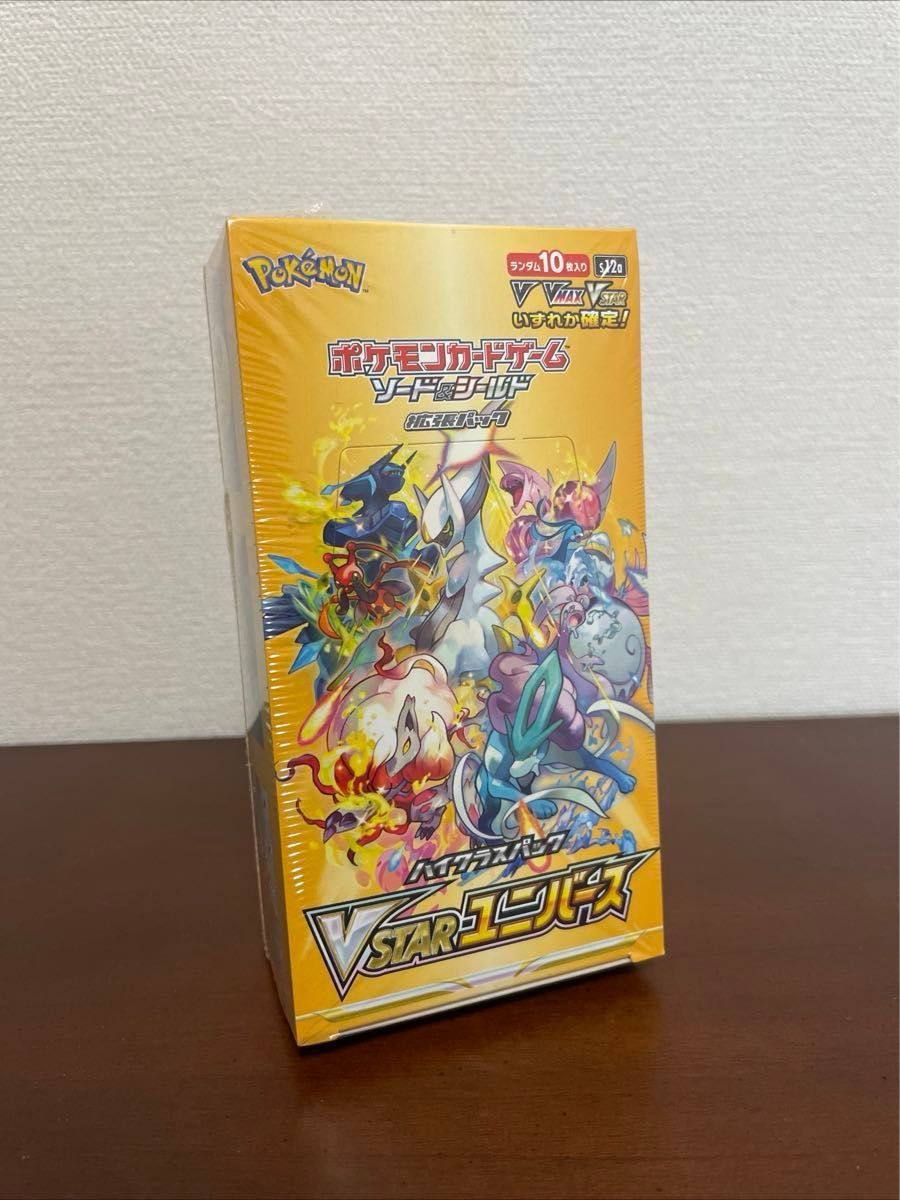 POKéMON™
ランダム10枚入り s12a
V VMAX VSTAR
いずれか確定!
ポケモンカードゲーム™
ソード&シールド
拡張パック
ハイクラスパック
VSTARユニバース